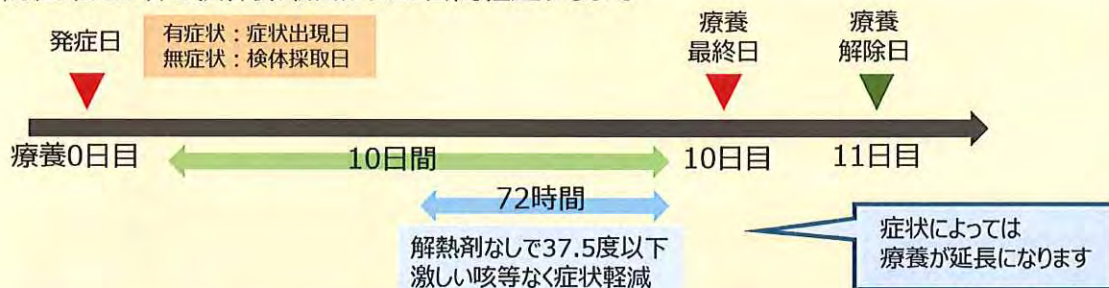 発症日
有症状：症状出現日
無症状：検体採取日
療養
最終日
療養
解除日
療養0日目
10日間
10日目
11日目
72時間
解熱剤なしで37.5度以下
激しい咳等なく症状軽減
症状によっては
療養が延長になります